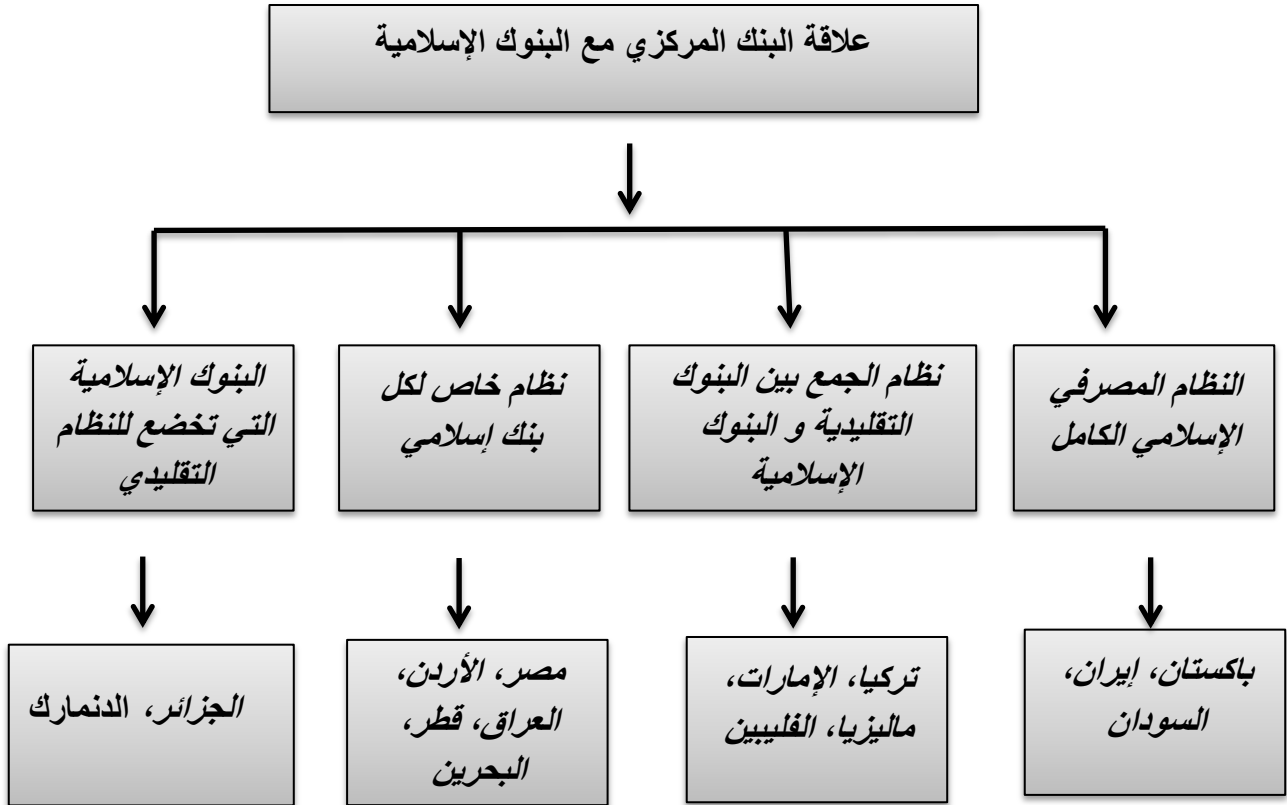 علاقة البنك المركزي مع البنوك الإسلامية
النظام المصرفي
الإسلامي الكامل
نظام الجمع بين البنوك
التقليدية و البنوك
الإسلامية
نظام خاص لكل
بنك إسلامي
البنوك الإسلامية
التي تخضع للنظام
التقليدي
باكستان، إيران،
السودان
تركيا، الإمارات،
ماليزيا، الفليبين
مصر، الأردن،
العراق، قطر،
البحرين
الجزائر، الدنمارك